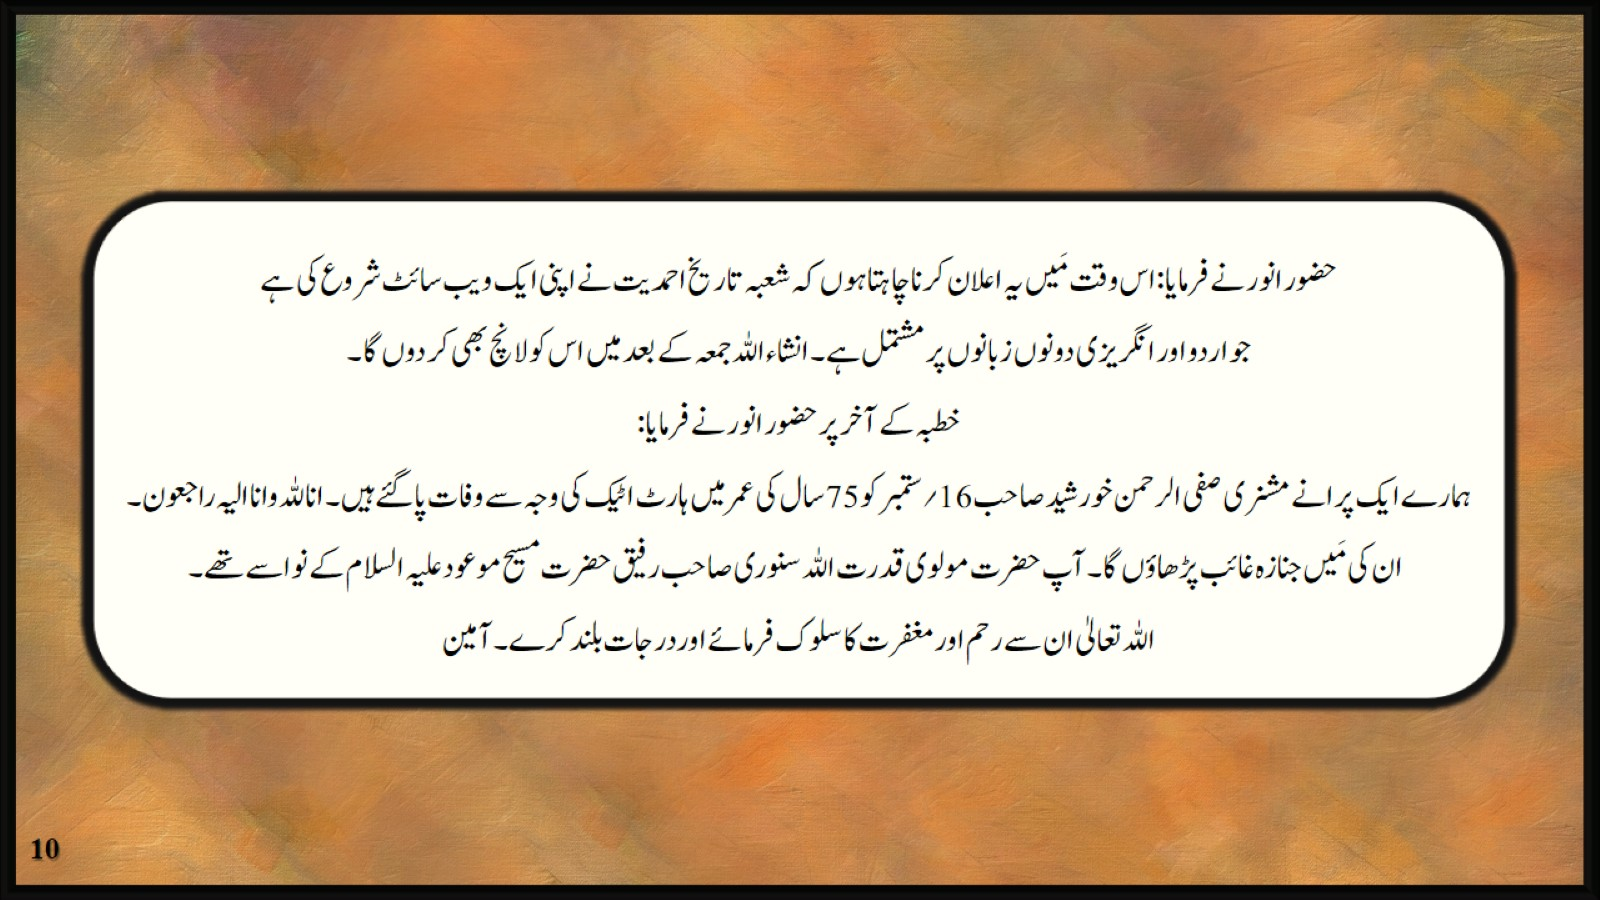 حضور انور نے فرمایا: اس وقت مَیں یہ اعلان کرنا چاہتا ہوں کہ شعبہ تاریخ احمدیت نے اپنی ایک ویب سائٹ شروع کی ہے
جو اردو اور انگریزی دونوں زبانوں پر مشتمل ہے۔ انشاء اللہ جمعہ کے بعد میں اس کو لانچ بھی کر دوں گا۔
خطبہ کے آخر پر حضور انور نے فرمایا:
ہمارے ایک پرانے مشنری صفی الرحمن خورشید صاحب 16؍ ستمبر کو 75 سال کی عمر میں ہارٹ اٹیک کی وجہ سے وفات پا گئے ہیں۔ انا للہ وانا الیہ راجعون۔
ان کی مَیں جنازہ غائب پڑھاؤں گا۔ آپ حضرت مولوی قدرت اللہ سنوری صاحب رفیق حضرت مسیح موعود علیہ السلام کے نواسے تھے۔
اللہ تعالیٰ ان سے رحم اور مغفرت کا سلوک فرمائے اور درجات بلند کرے۔ آمین
10